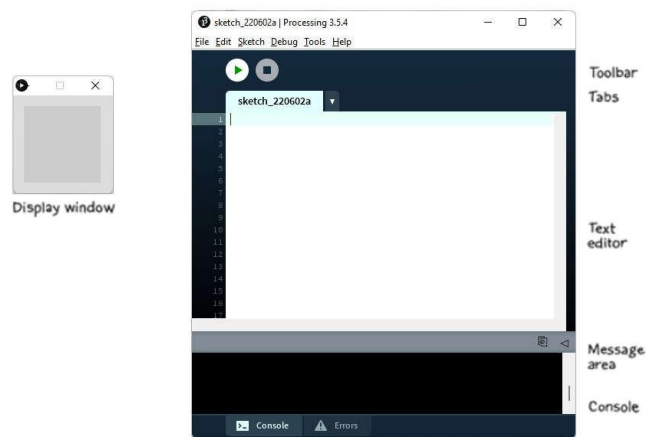 sketch_220602a | Processing 3.5.4
File Edit Sketch Debug Tools Help
sketch_220602a
1
2
3
4
5
6
7
8
9
10
11
12
13
14
15
16
17
Console
Errors
Display window
Toolbar
Tabs
Text
editor
Message
area
Console